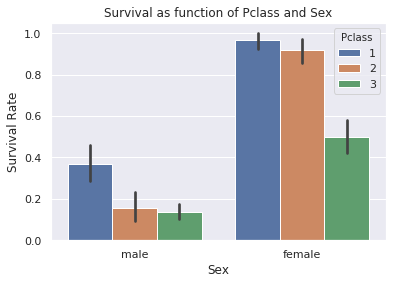 Survival as function of Pclass and Sex
Pclass
1
2
3
Survival Rate
1.0
0.8
0.6
0.4
0.2
0.0
male
female
Sex